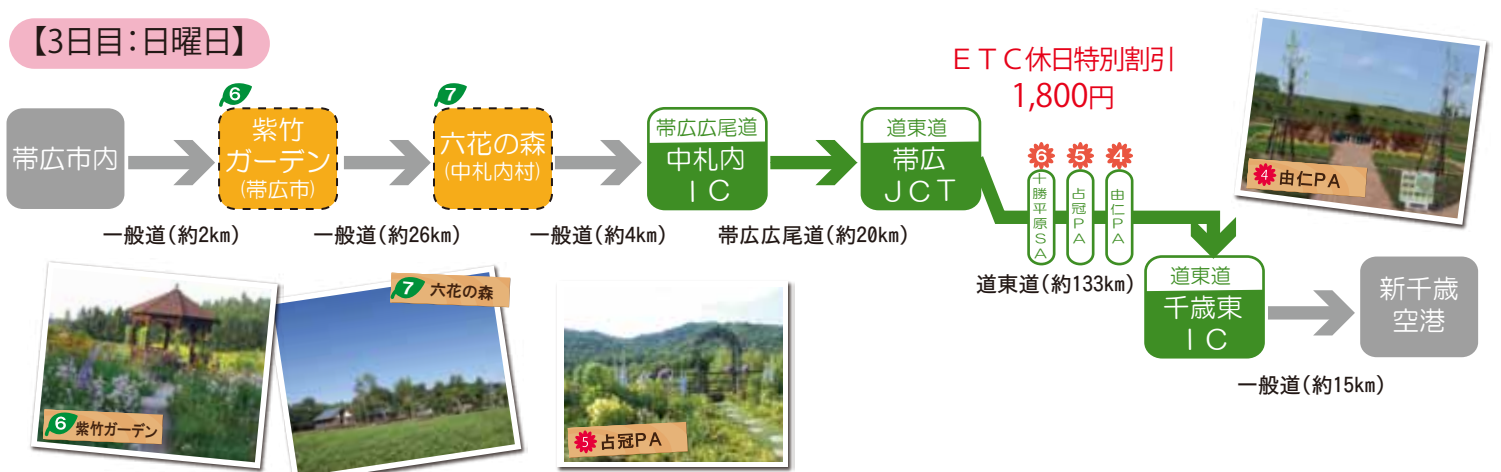 【3日目：日曜日】
ＥＴＣ休日特別割引
1,800円
帯広市内
6
紫竹
ガーデン
(帯広市)
7
六花の森
(中札内村)
帯広広尾道
中札内
ＩＣ
道東道
帯広
ＪＣＴ
6
十勝平原ＳＡ
5
占冠ＰＡ
4
由仁ＰＡ
4 由仁PA
一般道(約2km)
一般道(約26km)
一般道(約4km)
帯広広尾道(約20km)
道東道(約133km)
道東道
千歳東
ＩＣ
新千歳
空港
一般道(約15km)
6 紫竹ガーデン
7 六花の森
5 占冠PA